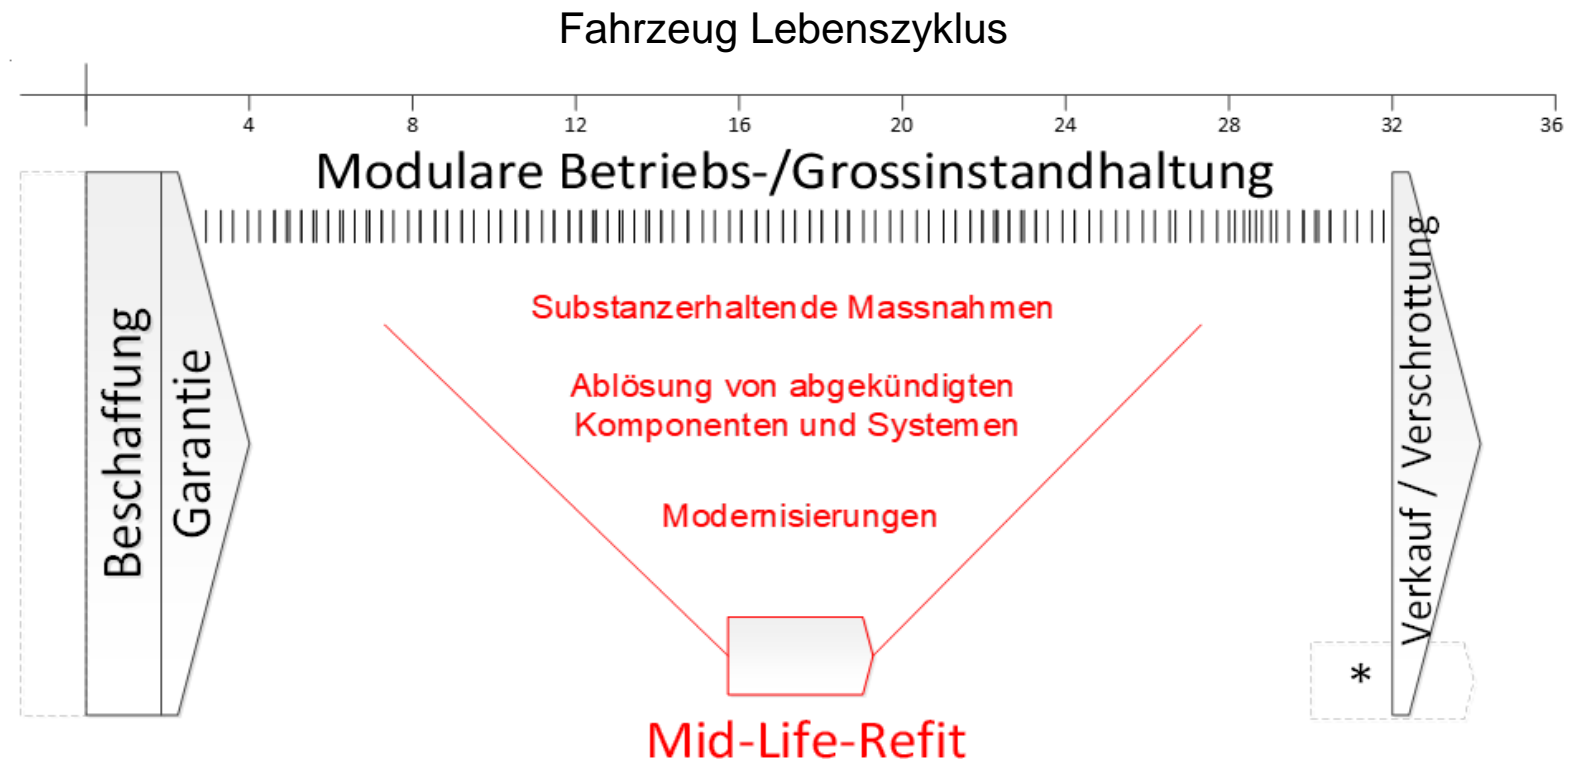 Fahrzeug Lebenszyklus
4 8 12 16 20 24 28 32 36
Modulare Betriebs-/Grossinstandhaltung
Beschaffung
Garantie
Substanzerhaltende Massnahmen
Ablösung von abgekündigten
Komponenten und Systemen
Modernisierungen
Mid-Life-Refit
Verkauf / Verschrottung
*